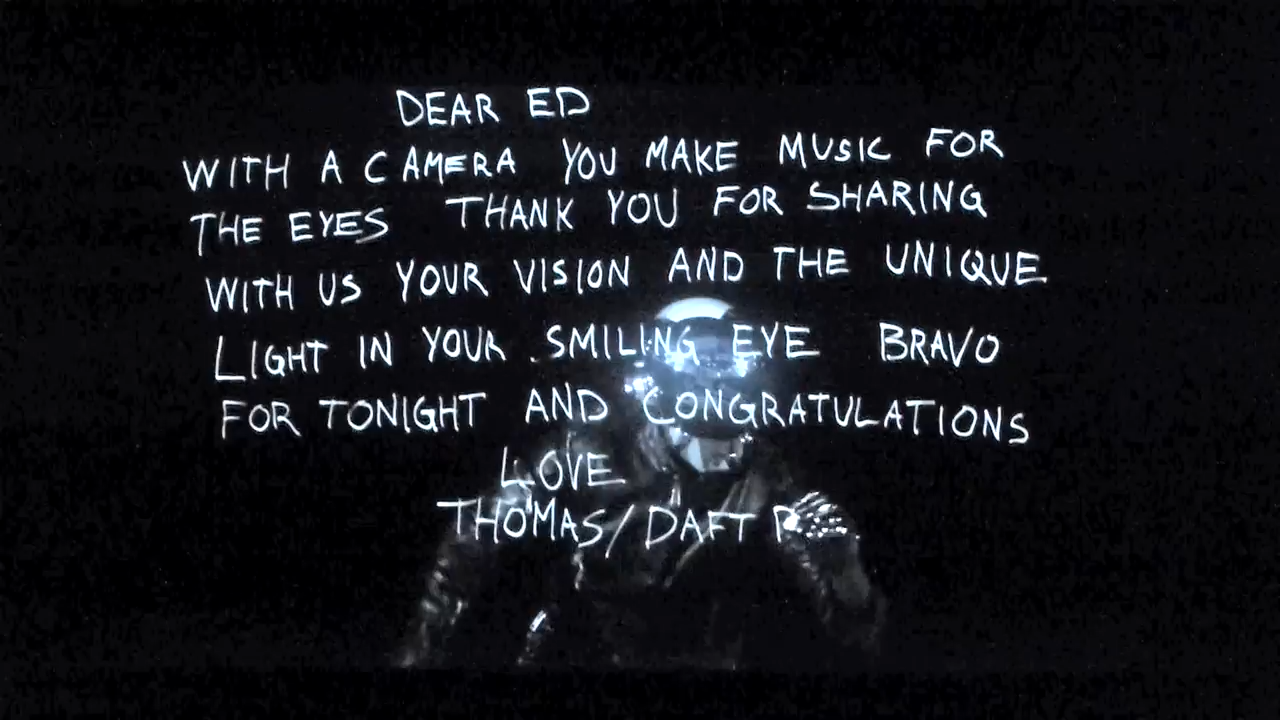 DEAR ED
WITH A CAMERA YOU MAKE MUSIC FOR
THE EYES THANK YOU FOR SHARING
WITH US YOUR VISION AND THE UNIQUE
LIGHT IN YOUR SMILING EYE BRAVO
FOR TONIGHT AND CONGRATULATIONS
LOVE
THOMAS/DAFT P